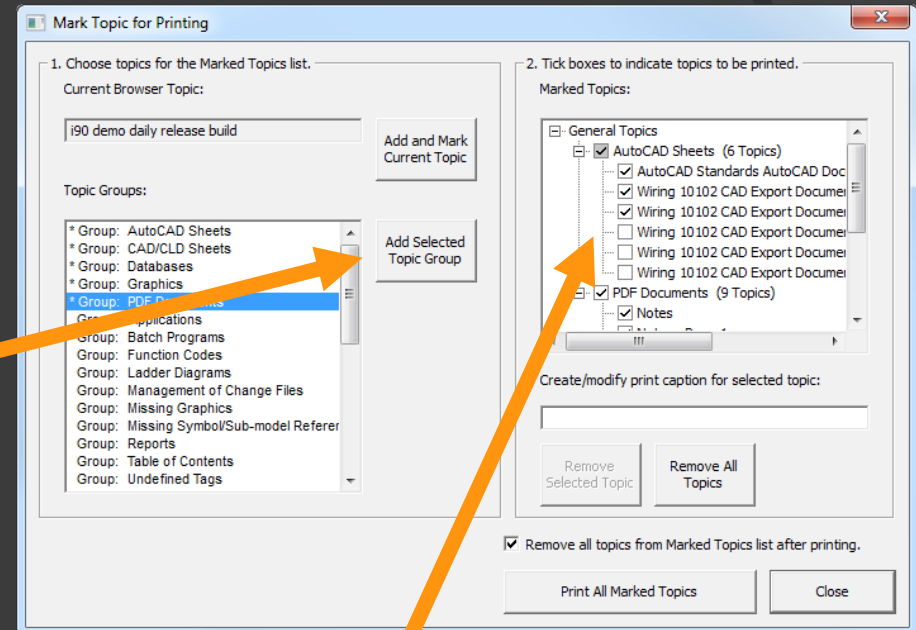 Mark Topic for Printing
x
1. Choose topics for the Marked Topics list.
Current Browser Topic:
i90 demo daily release build
Add and Mark
Current Topic
Topic Groups:
* Group: AutoCAD Sheets
* Group: CAD/CLD Sheets
* Group: Databases
* Group: Graphics
* Group: PDF
Applications
Group: Batch Programs
Group: Function Codes
Group: Ladder Diagrams
Group: Management of Change Files
Group: Missing Graphics
Group: Missing Symbol/Sub-model Referer
Group: Reports
Group: Table of Contents
Group: Undefined Tags
Add Selected
Topic Group
2. Tick boxes to indicate topics to be printed.
Marked Topics:
General Topics
AutoCAD Sheets (6 Topics)
AutoCAD Standards AutoCAD Doc
Wiring 10102 CAD Export Documer
Wiring 10102 CAD Export Documer
Wiring 10102 CAD Export Documer
Wiring 10102 CAD Export Documer
Wiring 10102 CAD Export Documer
PDF Documents (9 Topics)
Notes
Create/modify print caption for selected topic:
Remove
Selected Topic
Remove All
Topics
Remove all topics from Marked Topics list after printing.
Print All Marked Topics
Close